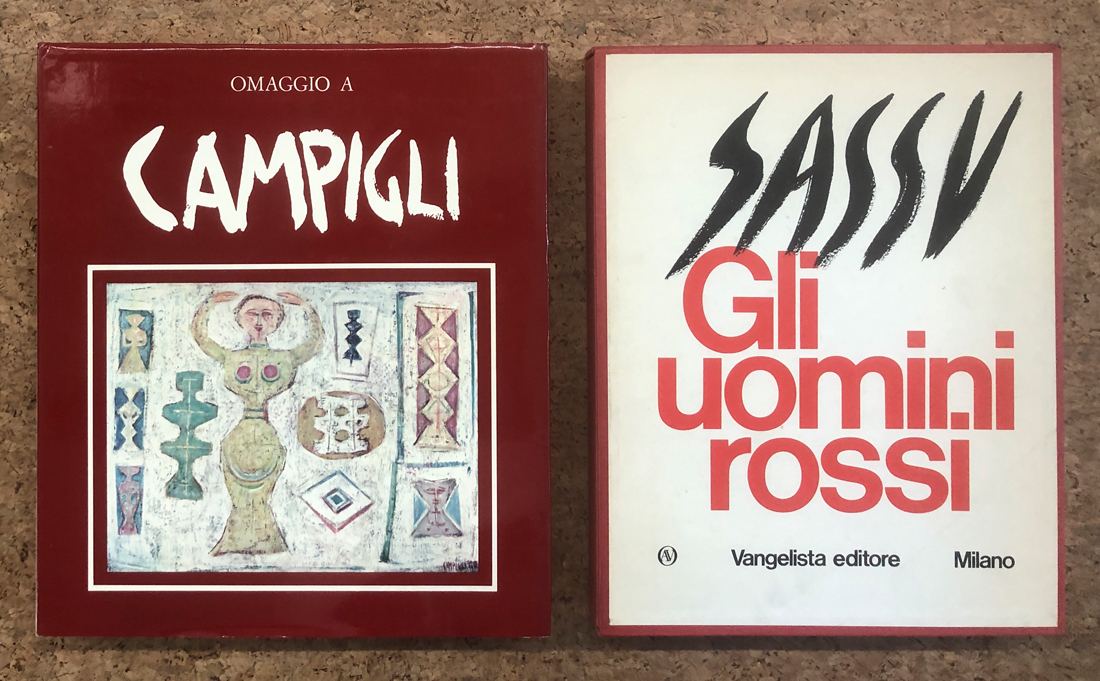 OMAGGIO A
CAMPIGLI
SASSU
Gli
uomini
rossi
Vangelista editore Milano